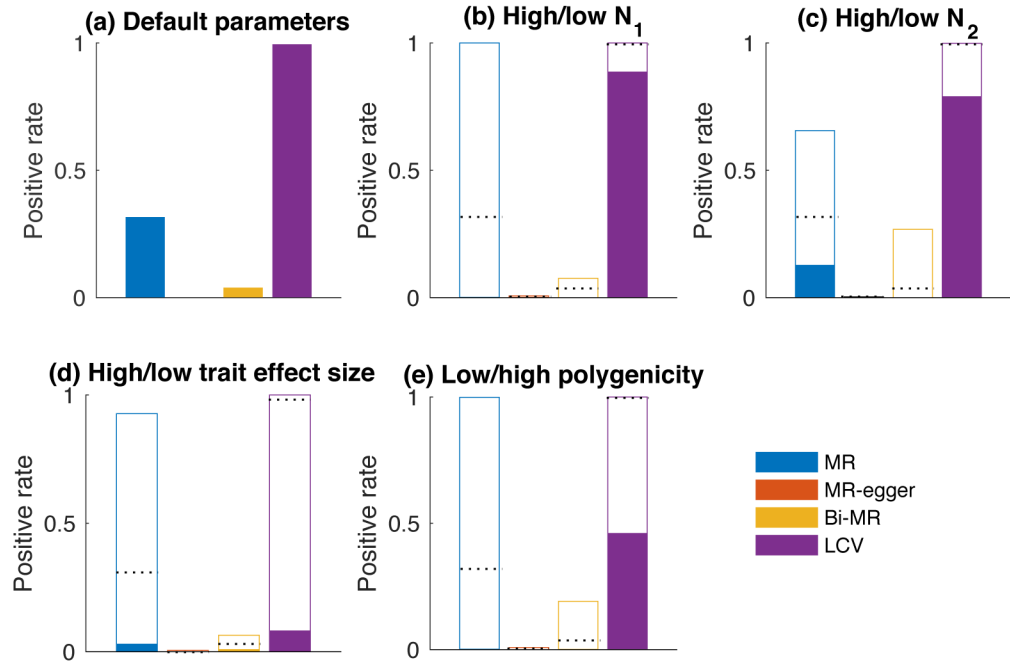 (a) Default parameters
Positive rate
1
0.5
0
(b) High/low N1
Positive rate
1
0.5
0
(c) High/low N2
Positive rate
1
0.5
0
(d) High/low trait effect size
Positive rate
1
0.5
0
(e) Low/high polygenicity
Positive rate
1
0.5
0
MR
MR-egger
Bi-MR
LCV